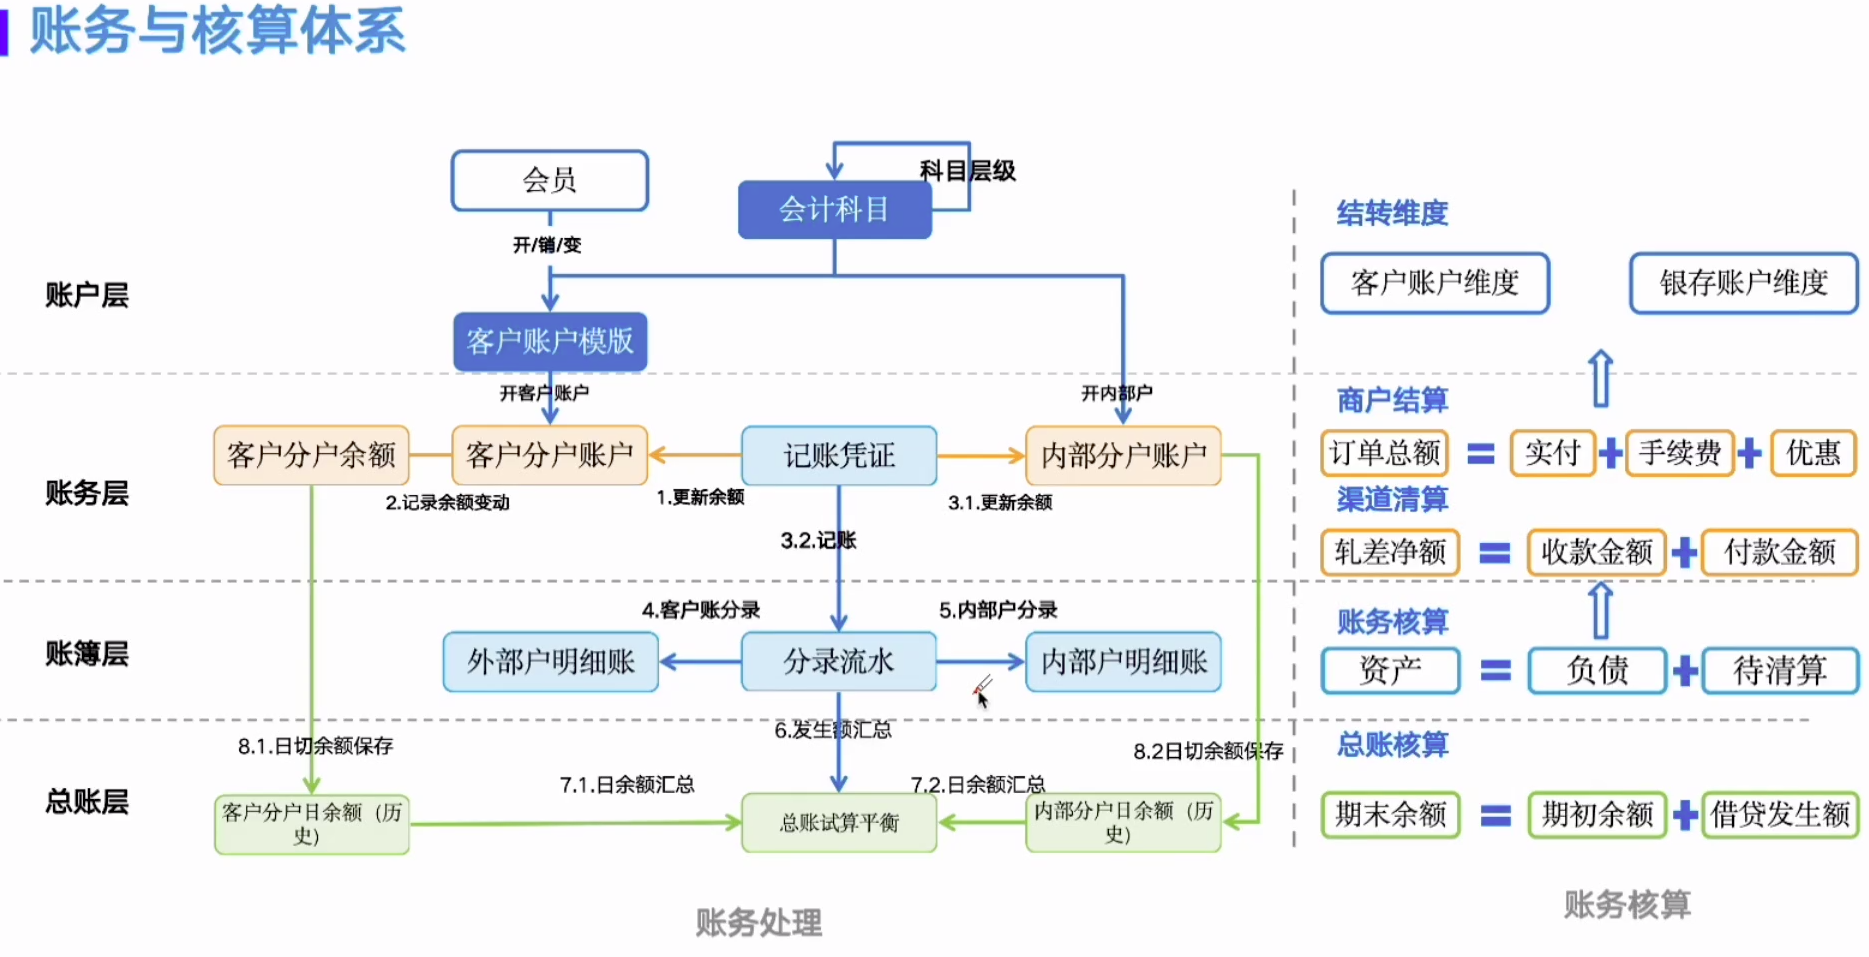 账务与核算体系
会员
科目层级
会计科目
结转维度
开/销/变
客户账户维度
银存账户维度
账户层
客户账户模版
开客户账户
开内部户
商户结算
客户分户余额
客户分户账户
记账凭证
内部分户账户
订单总额 = 实付 + 手续费 + 优惠
账务层
2.记录余额变动
1.更新余额
3.1.更新余额
渠道清算
3.2.记账
轧差净额 = 收款金额 + 付款金额
4.客户账分录
5.内部户分录
账务核算
账簿层
外部户明细账
分录流水
内部户明细账
资产 = 负债 + 待清算
6.发生额汇总
8.1.日切余额保存
8.2日切余额保存
总账核算
7.1.日余额汇总
7.2.日余额汇总
总账层
客户分户日余额（历
史）
总账试算平衡
内部分户日余额（历
史）
期末余额 = 期初余额 + 借贷发生额
账务处理
账务核算